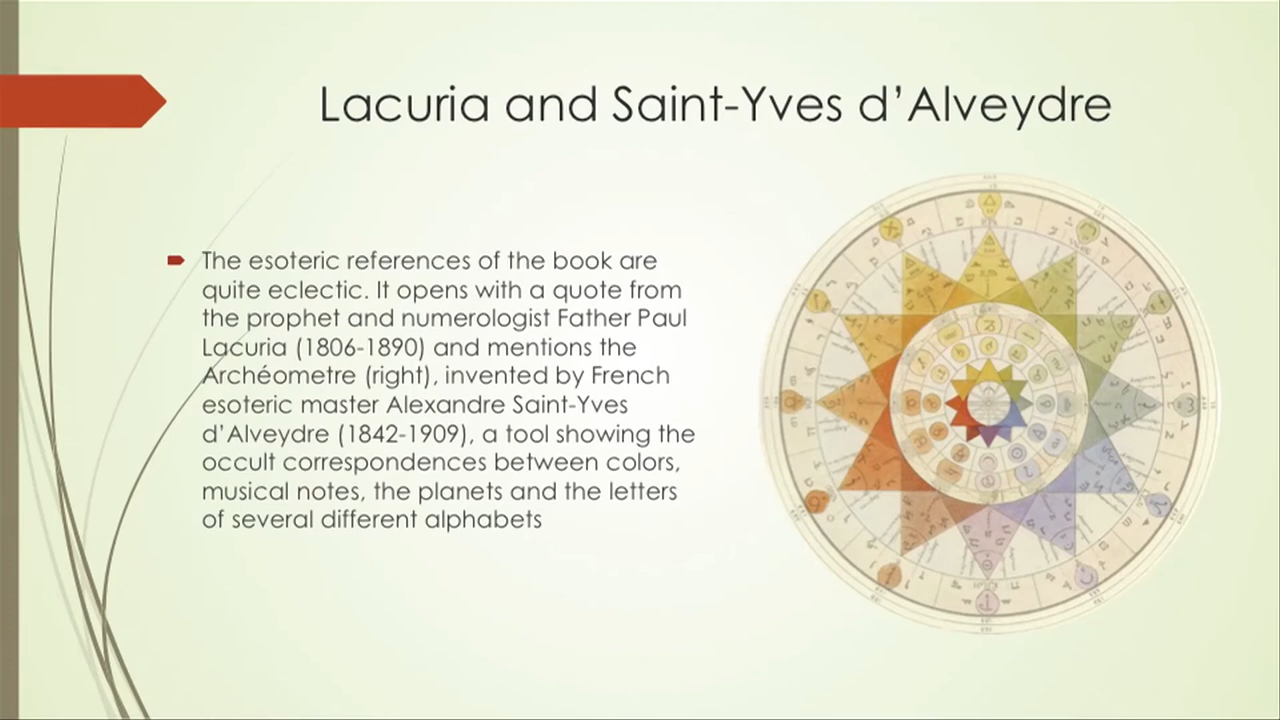 Lacuria and Saint-Yves d’Alveydre
The esoteric references of the book are
quite eclectic. It opens with a quote from
the prophet and numerologist Father Paul
Lacuria (1806-1890) and mentions the
Archéometre (right), invented by French
esoteric master Alexandre Saint-Yves
d’Alveydre (1842-1909), a tool showing the
occult correspondences between colors,
musical notes, the planets and the letters
of several different alphabets